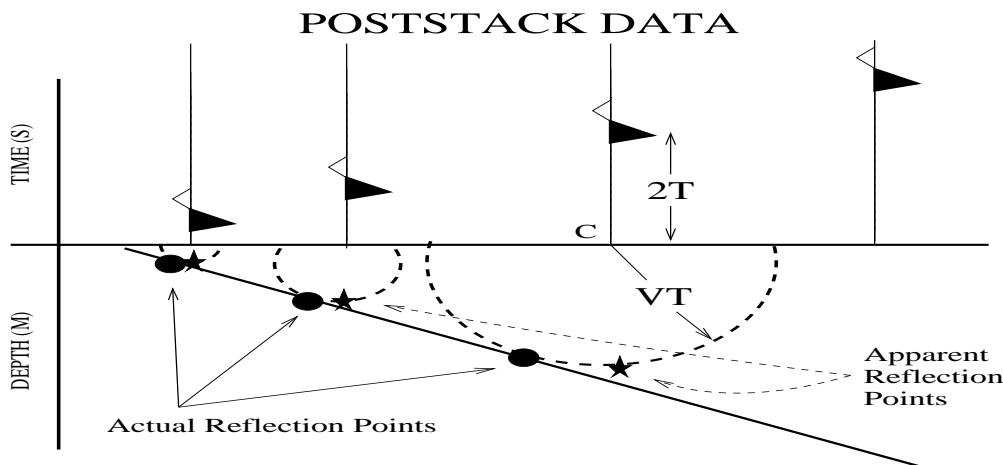 POSTSTACK DATA
TIME (S)
2T
C
VT
DEPTH (M)
Apparent
Reflection
Points
Actual Reflection Points